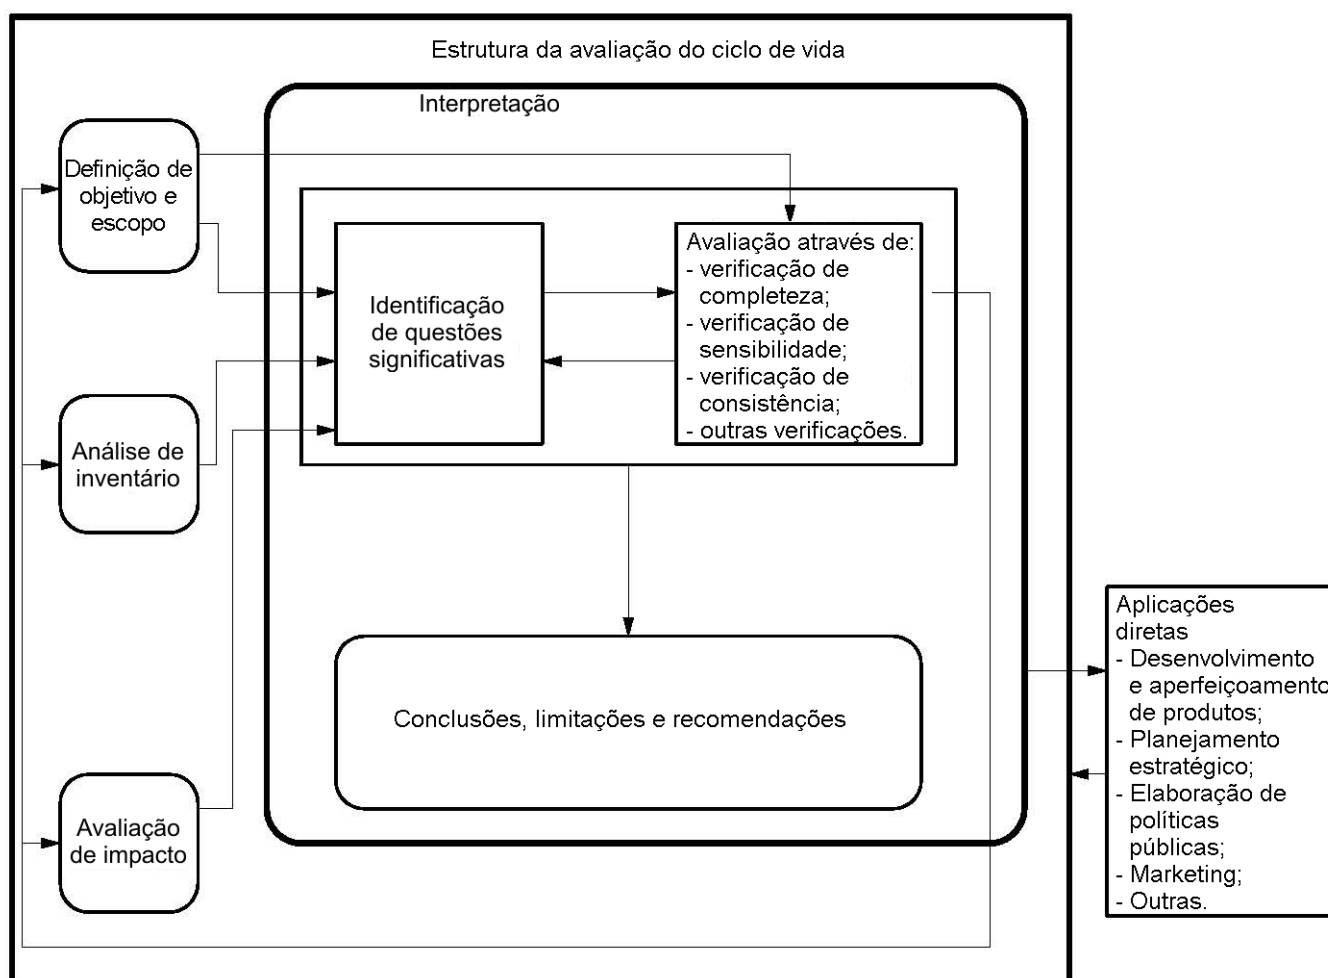 Estrutura da avaliação do ciclo de vida
Interpretação
Definição de
objetivo e
escopo
Identificação
de questões
significativas
Avaliação através de:
- verificação de
completeza;
- verificação de
sensibilidade;
- verificação de
consistência;
- outras verificações.
Análise de
inventário
Conclusões, limitações e recomendações
Avaliação
de impacto
Aplicações
diretas
- Desenvolvimento
e aperfeiçoamento
de produtos;
- Planejamento
estratégico;
- Elaboração de
políticas
públicas;
- Marketing;
- Outras.